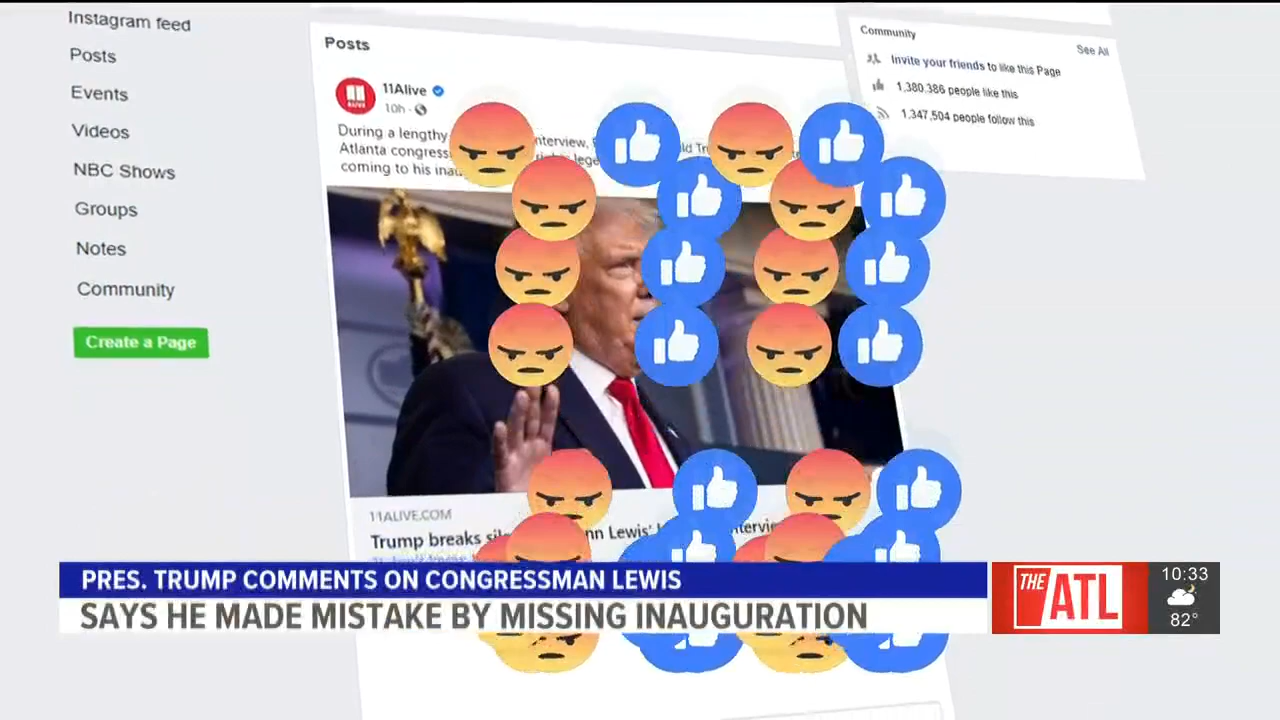 Instagram feed
Posts
Events
Videos
NBC Shows
Groups
Notes
Community
Create a Page
Posts
11Alive
10h
During a lengthy
nterview,
Atlanta congress
coming to his
11ALIVE.COM
Trump breaks
Lewis'
Community
See All
Invite your friends to like this Page
1,380,386 people like this
1,347,504 people follow this
PRES. TRUMP COMMENTS ON CONGRESSMAN LEWIS
SAYS HE MADE MISTAKE BY MISSING INAUGURATION
THE
ATL
10:33
82°